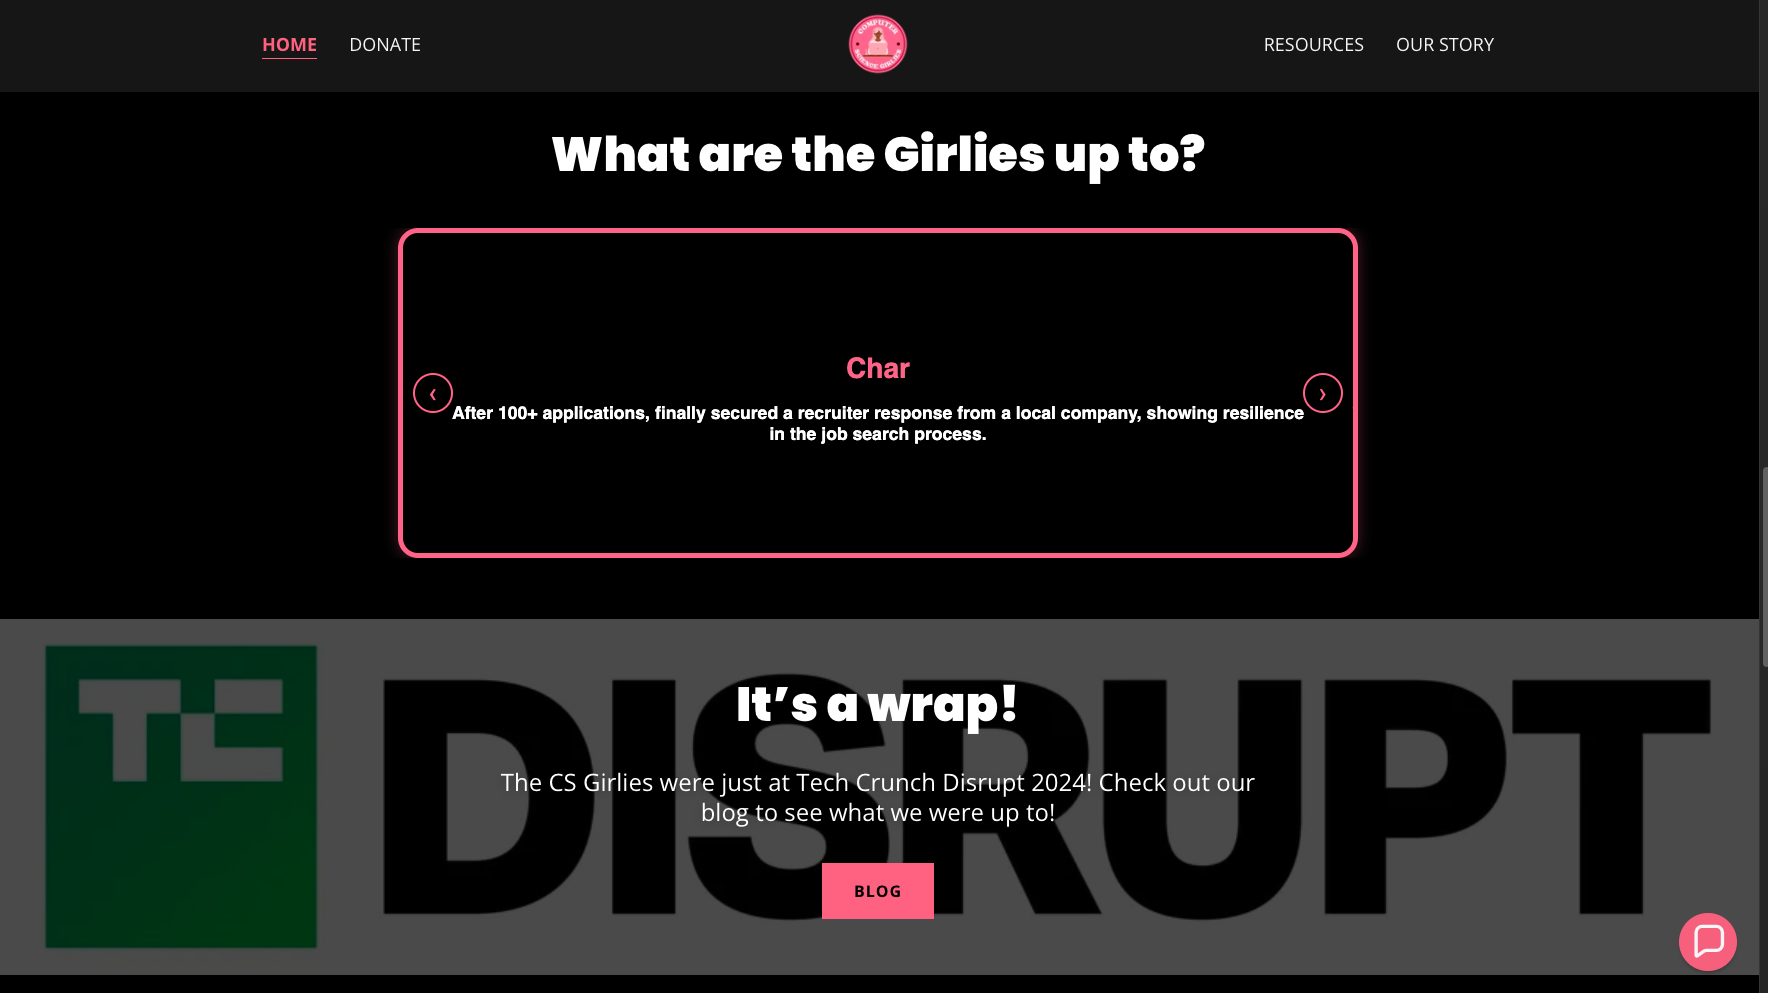 HOME
DONATE
COMPUTER
SCIENCE GIRLIES
RESOURCES
OUR STORY
What are the Girlies up to?
Char
After 100+ applications, finally secured a recruiter response from a local company, showing resilience
in the job search process.
TC
DISRUPT
It’s a wrap!
The CS Girlies were just at Tech Crunch Disrupt 2024! Check out our
blog to see what we were up to!
BLOG